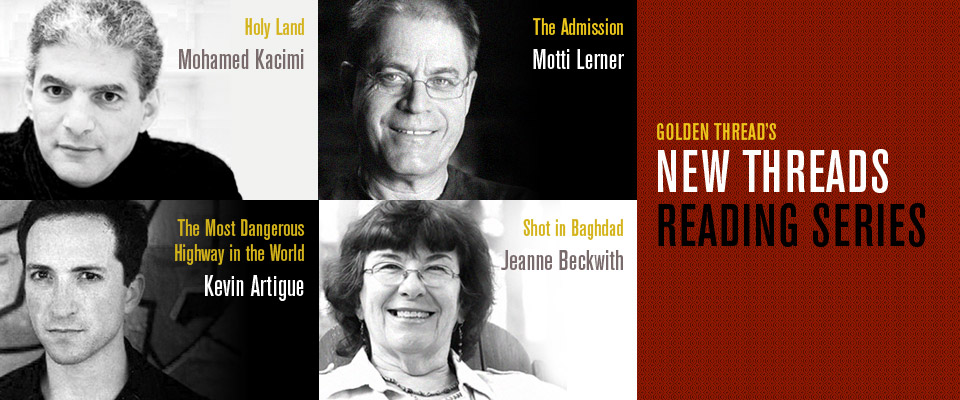 Holy Land
Mohamed Kacimi
The Admission
Motti Lerner
The Most Dangerous
Highway in the World
Kevin Artigue
Shot in Baghdad
Jeanne Beckwith
GOLDEN THREAD'S
NEW THREADS
READING SERIES